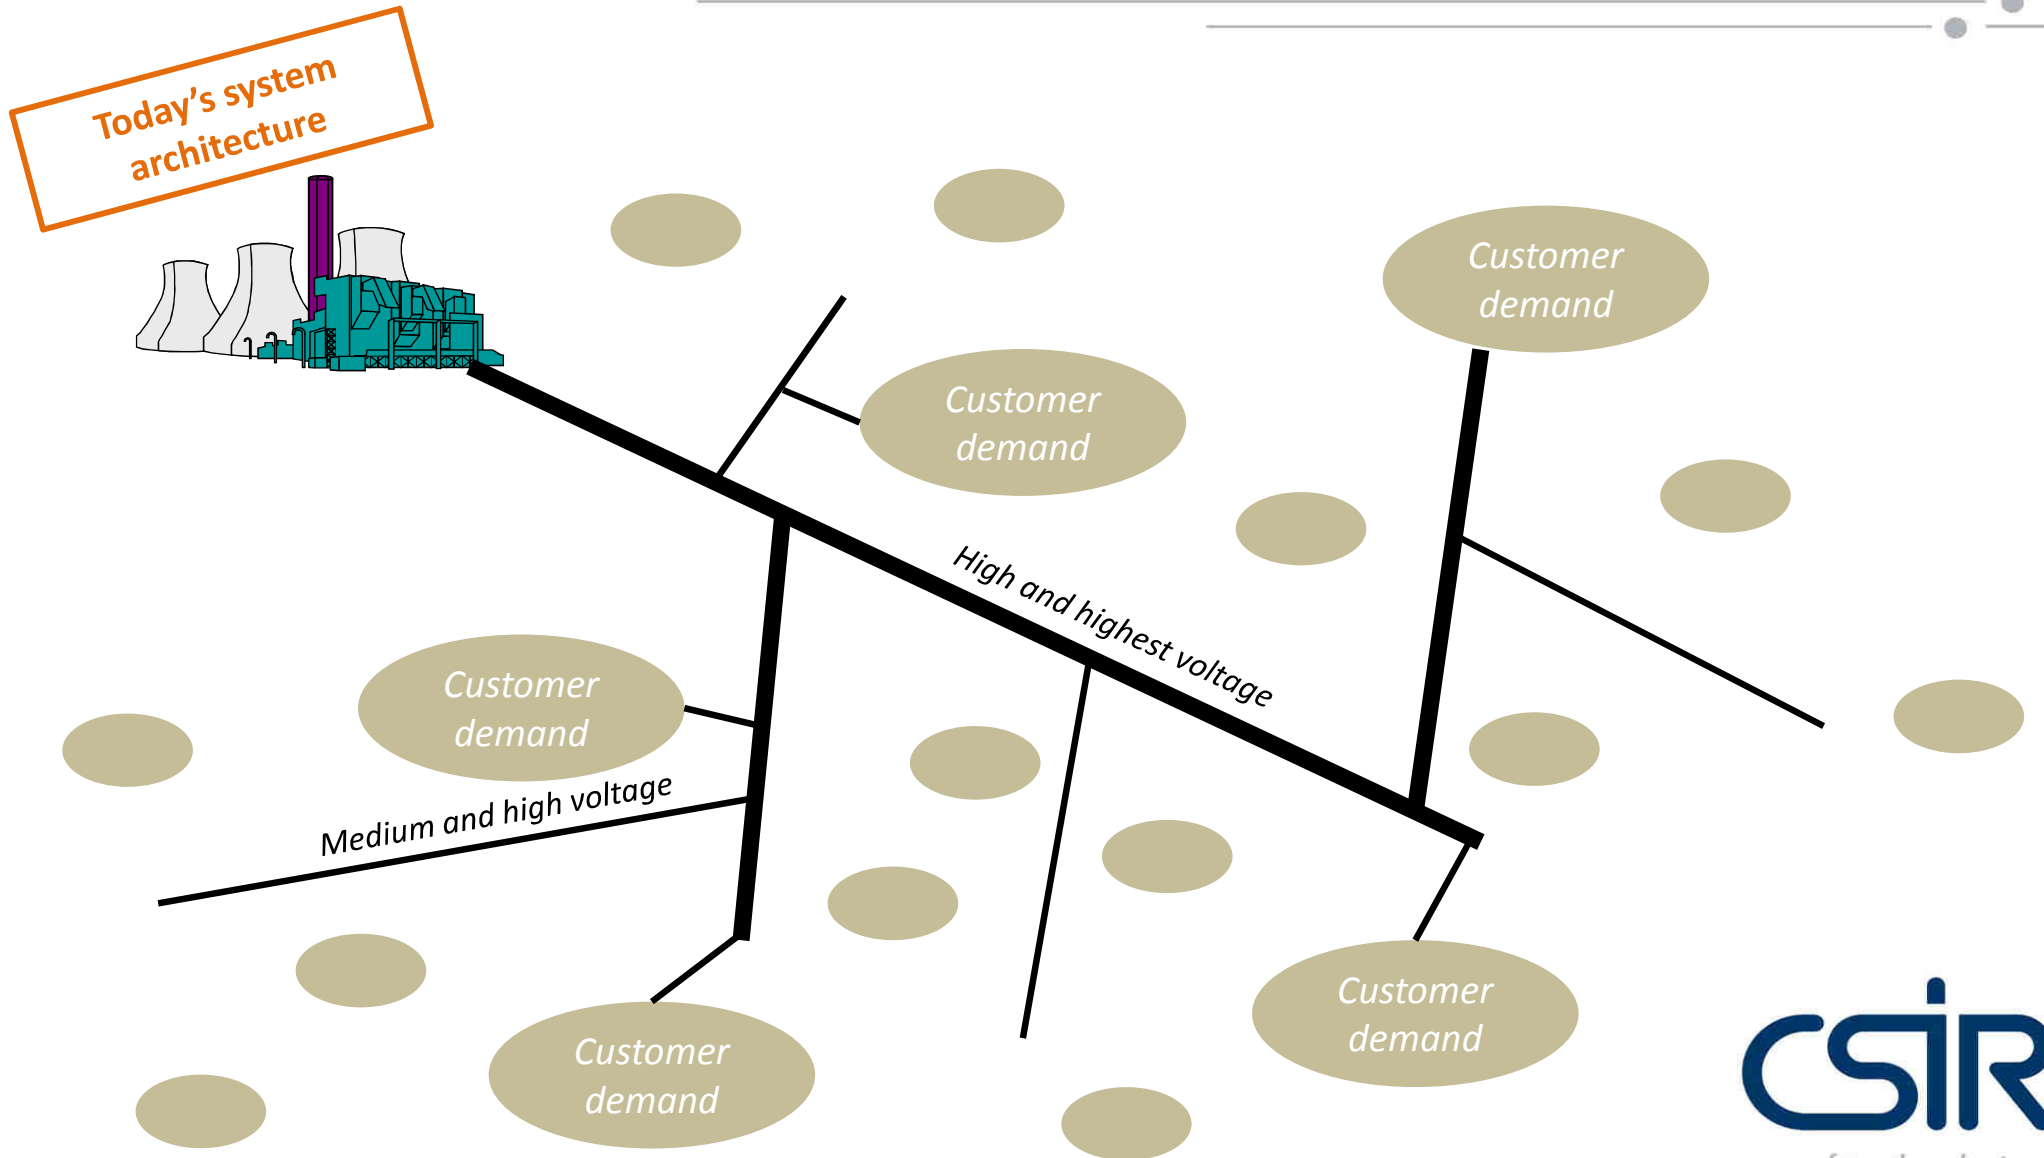 Today's system
architecture
Customer
demand
Customer
demand
High and highest voltage
Customer
demand
Medium and high voltage
Customer
demand
Customer
demand
CSIR